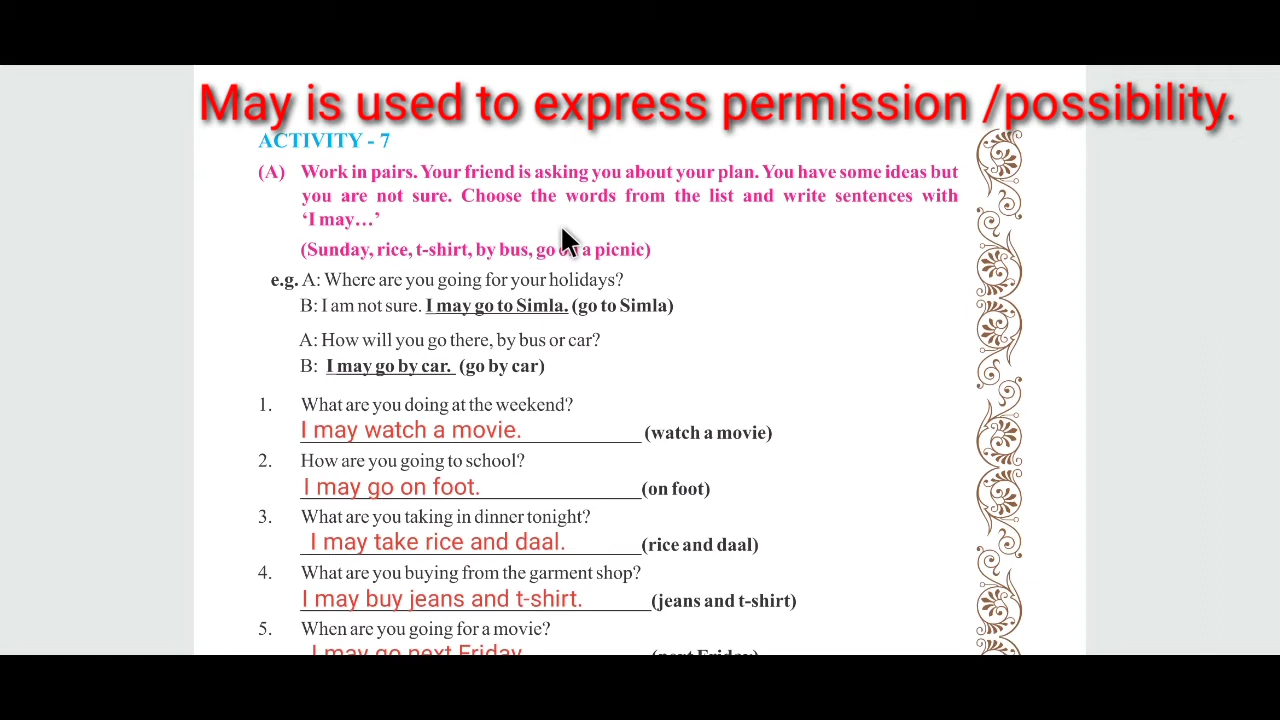 May is used to express permission /possibility.
ACTIVITY - 7
(A) Work in pairs. Your friend is asking you about your plan. You have some ideas but
you are not sure. Choose the words from the list and write sentences with
‘I may…’
(Sunday, rice, t-shirt, by bus, go a picnic)
e.g. A: Where are you going for your holidays?
B: I am not sure. I may go to Simla. (go to Simla)
A: How will you go there, by bus or car?
B: I may go by car. (go by car)
1. What are you doing at the weekend?
I may watch a movie. (watch a movie)
2. How are you going to school?
I may go on foot. (on foot)
3. What are you taking in dinner tonight?
I may take rice and daal. (rice and daal)
4. What are you buying from the garment shop?
I may buy jeans and t-shirt. (jeans and t-shirt)
5. When are you going for a movie?
I may go next Friday (next Friday)